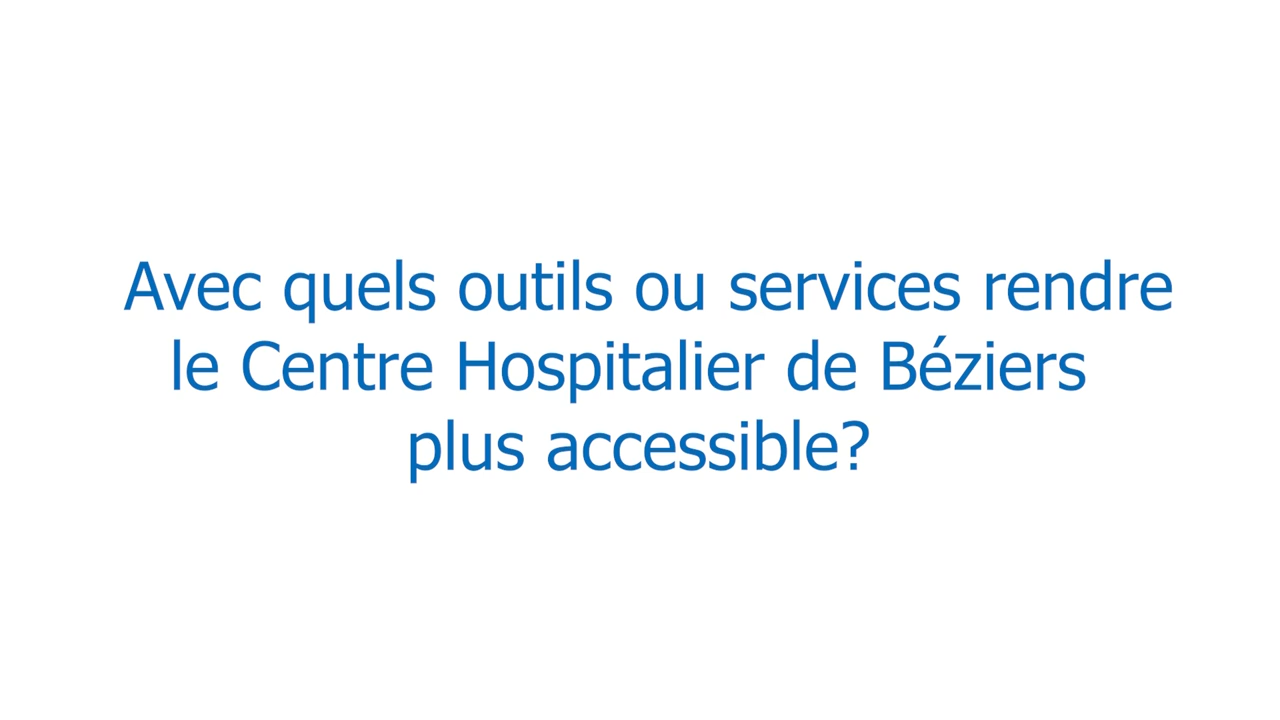 Avec quels outils ou services rendre
le Centre Hospitalier de Béziers
plus accessible?